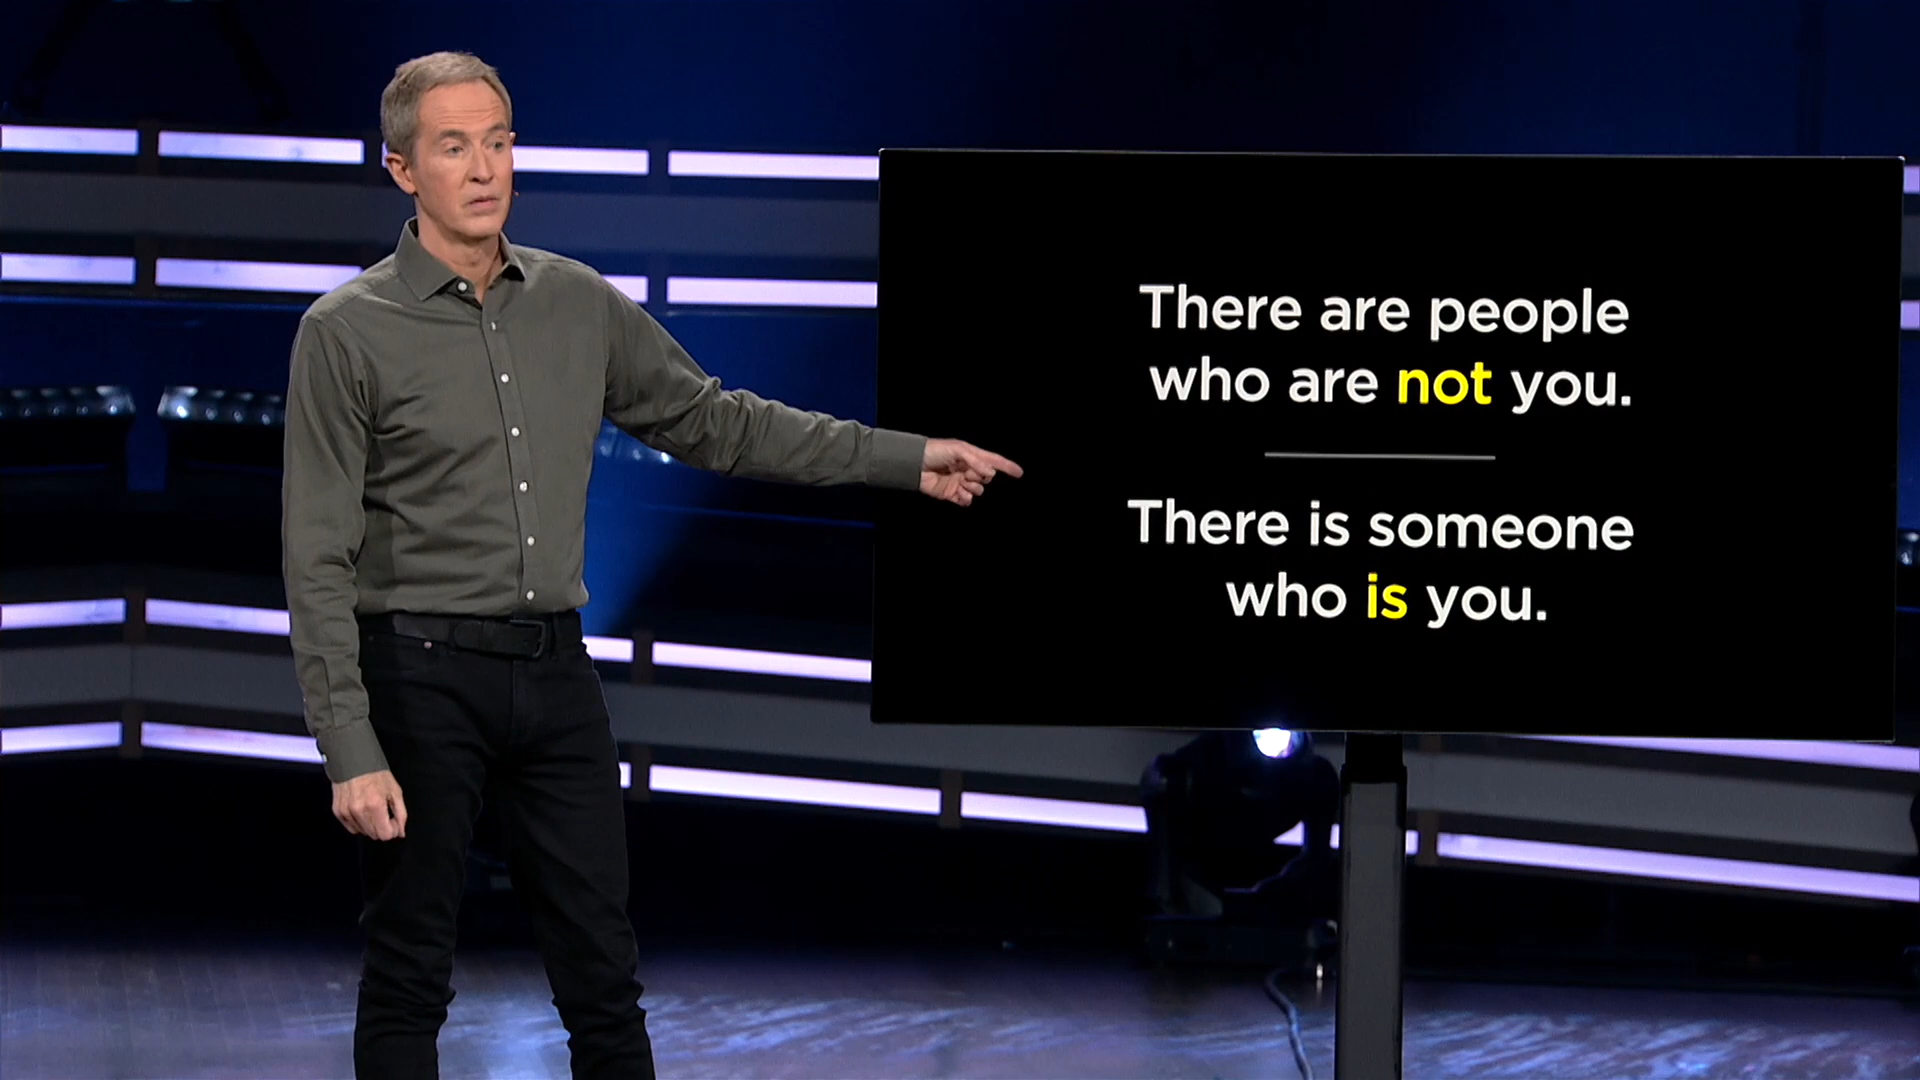 There are people
who are not you.
There is someone
who is you.